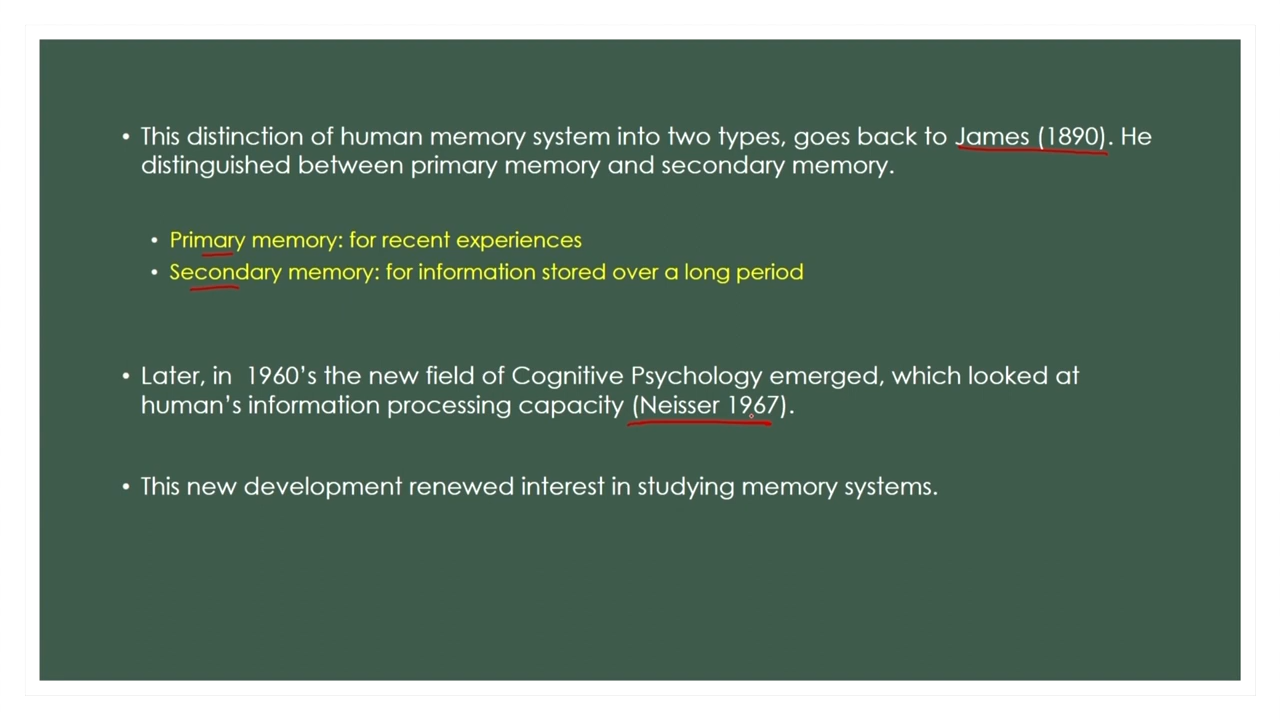 • This distinction of human memory system into two types, goes back to James (1890). He
distinguished between primary memory and secondary memory.
• Primary memory: for recent experiences
• Secondary memory: for information stored over a long period
• Later, in 1960's the new field of Cognitive Psychology emerged, which looked at
human's information processing capacity (Neisser 1967).
• This new development renewed interest in studying memory systems.